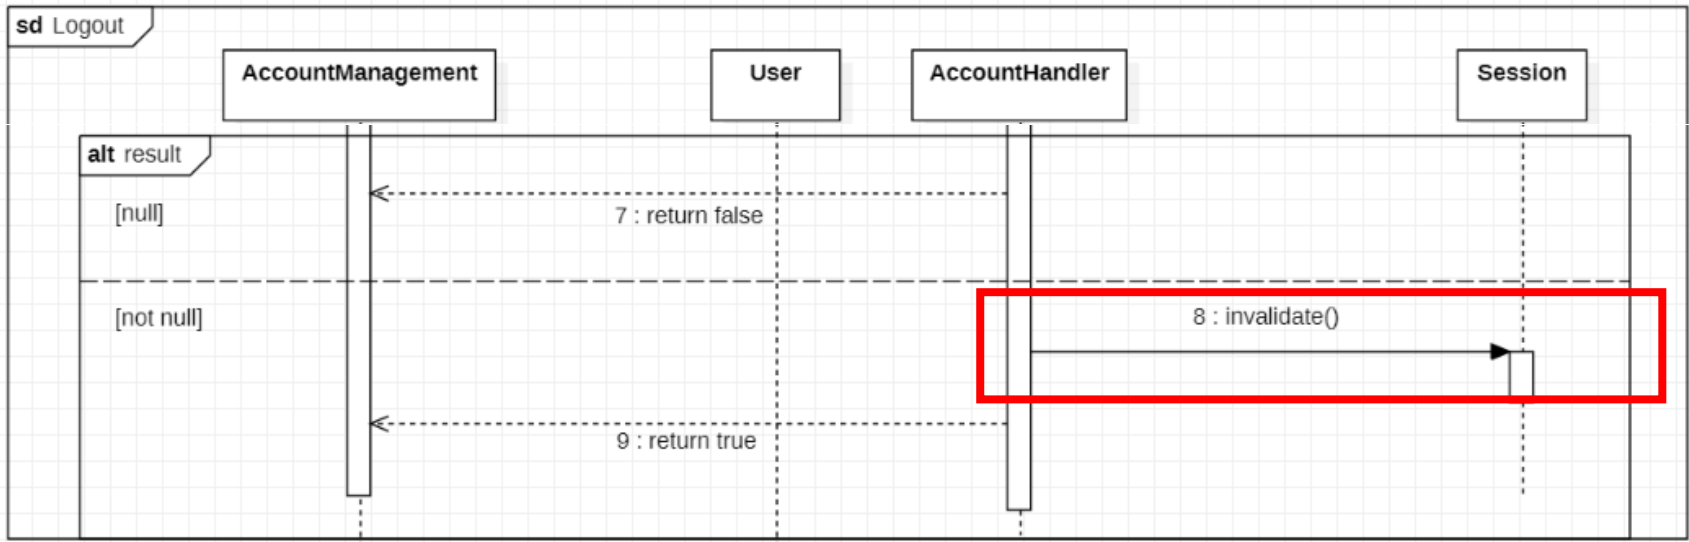 sd Logout
AccountManagement
User
AccountHandler
Session
alt result
[null]
7 : return false
[not null]
8 : invalidate()
9 : return true